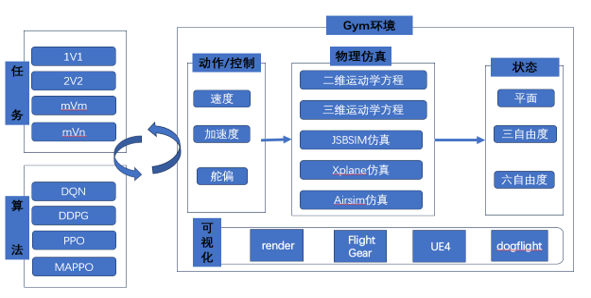 Gym环境
任
务
1V1
2V2
mVm
mVn
算
法
DQN
DDPG
PPO
MAPPO
动作/控制
速度
加速度
舵偏
物理仿真
二维运动学方程
三维运动学方程
JSBSIM仿真
Xplane仿真
Airsim仿真
状态
平面
三自由度
六自由度
可
视
化
render
Flight
Gear
UE4
dogflight